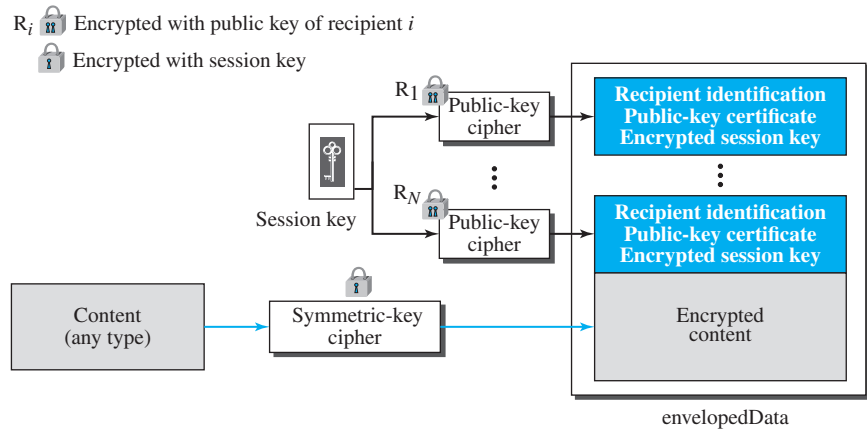 R_i Encrypted with public key of recipient i
Encrypted with session key
R1
Public-key
cipher
Recipient identification
Public-key certificate
Encrypted session key
Session key
R_N
Public-key
cipher
Recipient identification
Public-key certificate
Encrypted session key
Content
(any type)
Symmetric-key
cipher
Encrypted
content
envelopedData